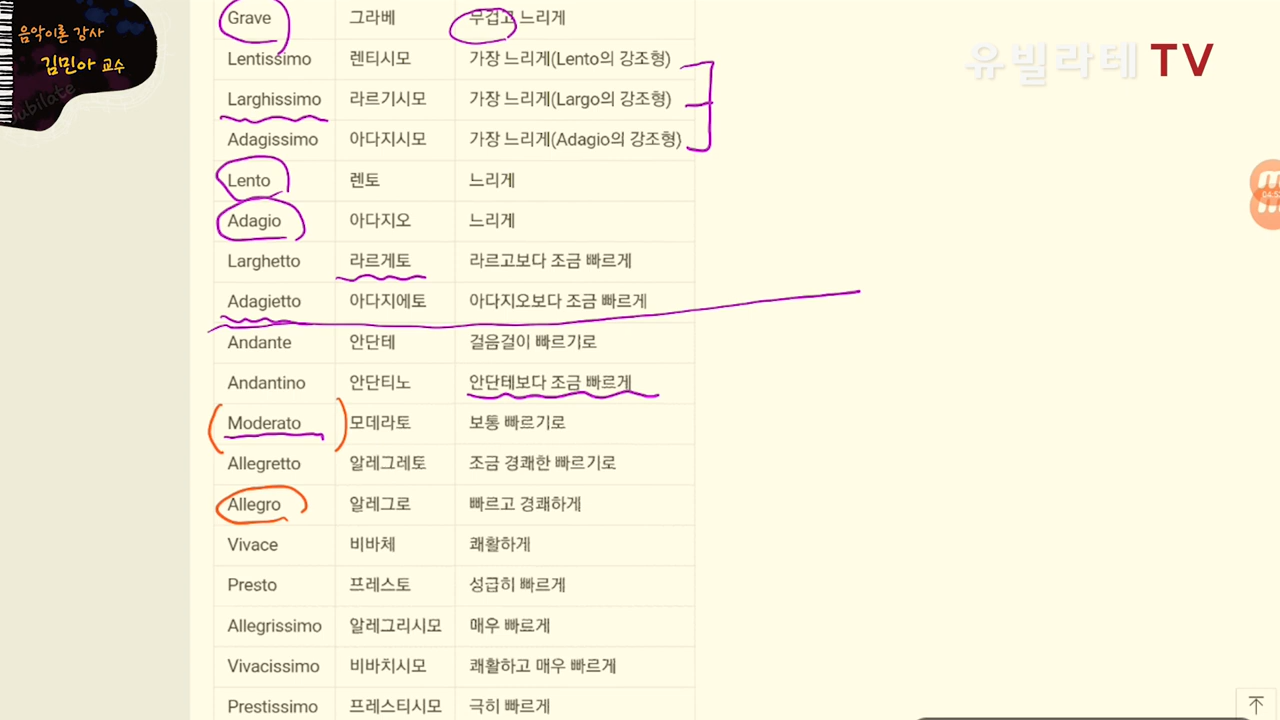 음악이론 강사
김민아 교수
Jubilate
유빌라테 TV
Grave 그라베 무겁고 느리게
Lentissimo 렌티시모 가장 느리게(Lento의 강조형)
Larghissimo 라르기시모 가장 느리게(Largo의 강조형)
Adagissimo 아다지시모 가장 느리게(Adagio의 강조형)
Lento 렌토 느리게
Adagio 아다지오 느리게
Larghetto 라르게토 라르고보다 조금 빠르게
Adagietto 아다지에토 아다지오보다 조금 빠르게
Andante 안단테 걸음걸이 빠르기로
Andantino 안단티노 안단테보다 조금 빠르게
Moderato 모데라토 보통 빠르기로
Allegretto 알레그레토 조금 경쾌한 빠르기로
Allegro 알레그로 빠르고 경쾌하게
Vivace 비바체 쾌활하게
Presto 프레스토 성급히 빠르게
Allegrissimo 알레그리시모 매우 빠르게
Vivacissimo 비바치시모 쾌활하고 매우 빠르게
Prestissimo 프레스티시모 극히 빠르게